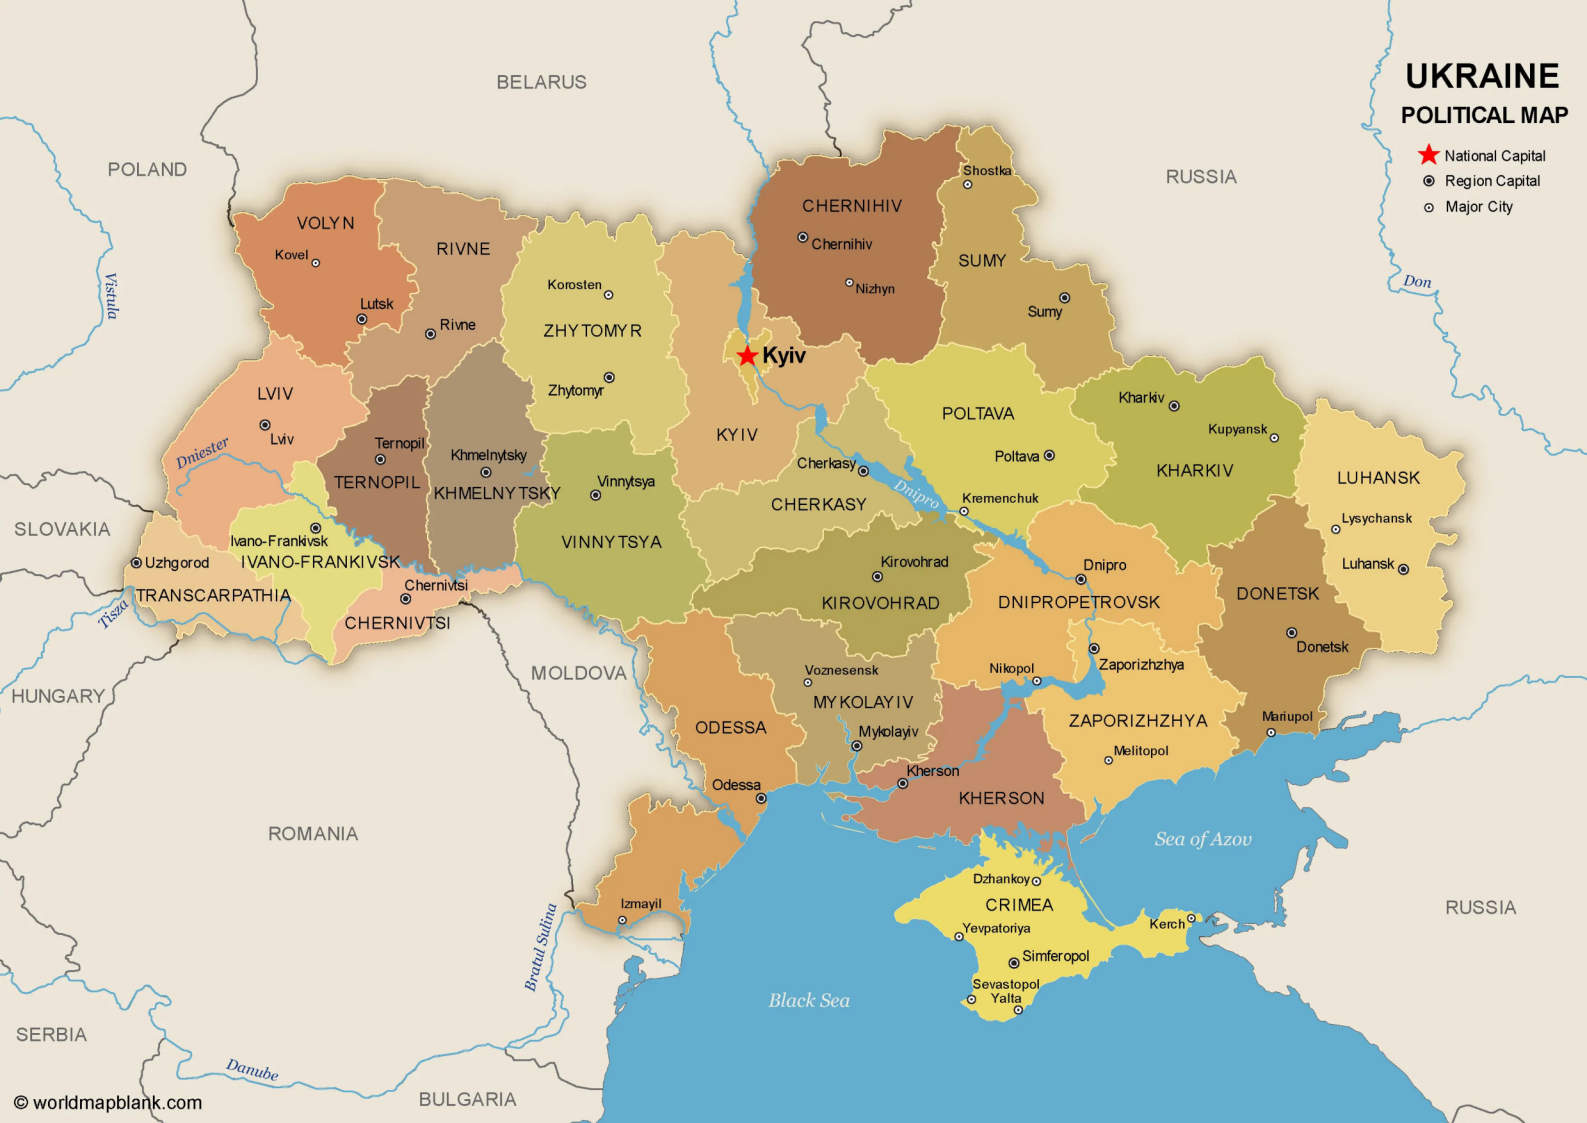 UKRAINE
POLITICAL MAP
National Capital
Region Capital
Major City
BELARUS
POLAND
RUSSIA
Shostka
CHERNIHIV
VOLYN
Chernihiv
RIVNE
Kovel
SUMY
Don
Vistula
Korosten
Nizhyn
Lutsk
Sumy
Rivne
ZHYTOMYR
Kyiv
Zhytomyr
LVIV
Kharkiv
POLTAVA
Kupyansk
Lviv
KYIV
Ternopil
Dniester
Khmelnytsky
Poltava
Cherkasy
KHARKIV
LUHANSK
TERNOPIL
Vinnytsya
KHMELNYTSKY
Dnipro
Kremenchuk
CHERKASY
Lysychansk
SLOVAKIA
Ivano-Frankivsk
VINNYTSYA
Uzhgorod
IVANO-FRANKIVSK
Kirovohrad
Dnipro
Luhansk
Chernivtsi
TRANSCARPATHIA
DONETSK
KIROVOHRAD
DNIPROPETROVSK
Tisza
CHERNIVTSI
Donetsk
MOLDOVA
Voznesensk
Nikopol
Zaporizhzhya
HUNGARY
MYKOLAYIV
ZAPORIZHZHYA
Mariupol
ODESSA
Mykolayiv
Melitopol
Kherson
Odessa
KHERSON
ROMANIA
Sea of Azov
Dzhankoy
Izmayil
CRIMEA
RUSSIA
Kerch
Yevpatoriya
Bratul Sulina
Simferopol
Sevastopol
Black Sea
Yalta
SERBIA
Danube
BULGARIA
© worldmapblank.com